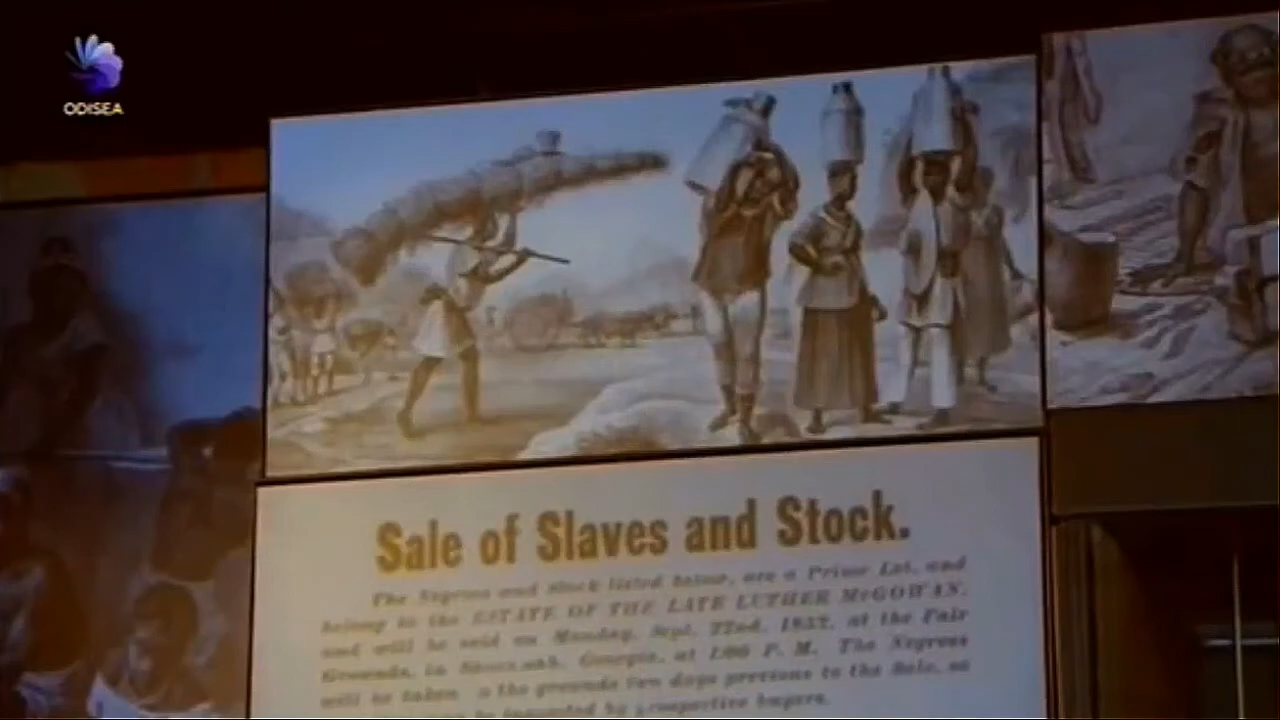 ODISEA
Sale of Slaves and Stock.
The Negroes and Stock listed below, are a Prime Lot, and
belong to the ESTATE OF THE LATE LUTHER McGOWAN,
and will be sold on Monday, Sept. 22nd, 1852, at the Fair
Grounds, in Savannah, Georgia, at 1:00 P. M. The Negroes
will be taken to the grounds two days previous to the Sale, so
be inspected by prospective buyers.